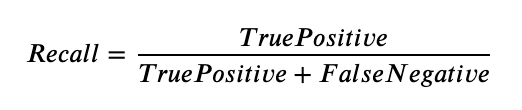 Recall = TruePositive / TruePositive + FalseNegative